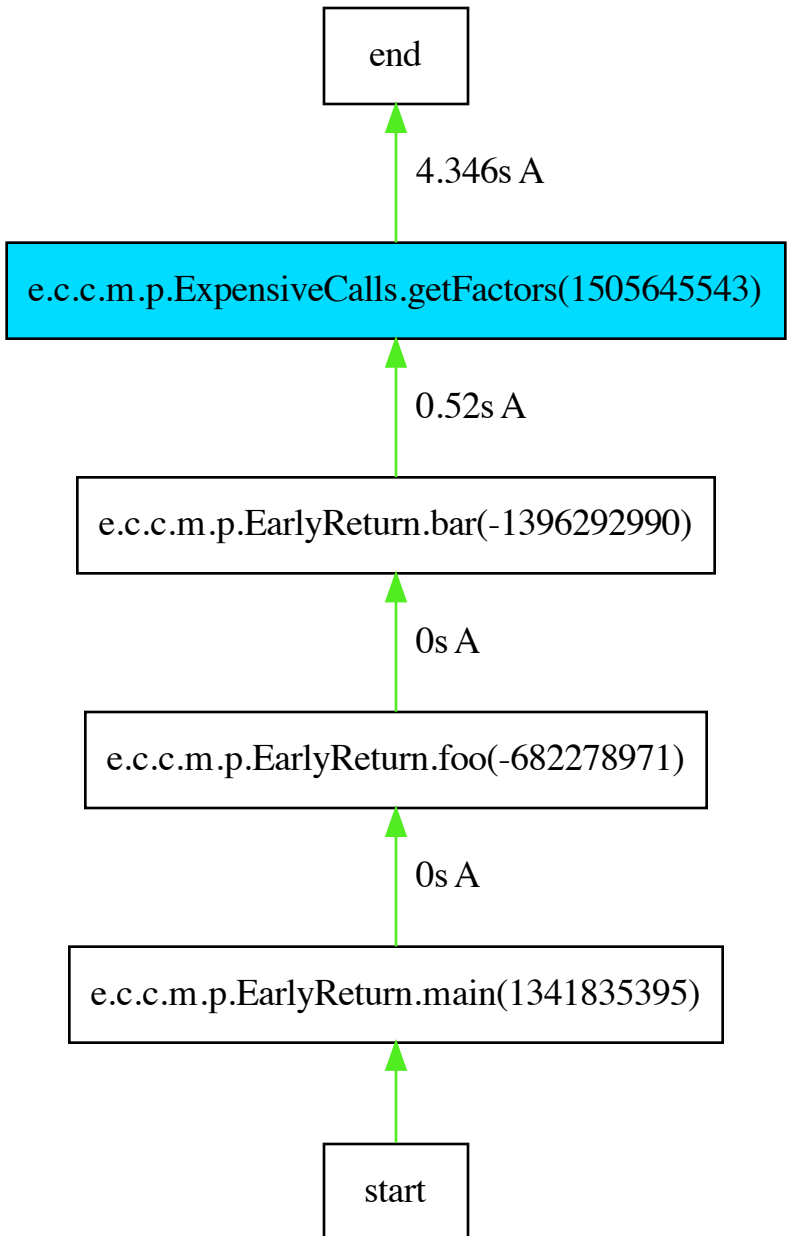 end
4.346s A
e.c.c.m.p.ExpensiveCalls.getFactors(1505645543)
0.52s A
e.c.c.m.p.EarlyReturn.bar(-1396292990)
0s A
e.c.c.m.p.EarlyReturn.foo(-682278971)
0s A
e.c.c.m.p.EarlyReturn.main(1341835395)
start